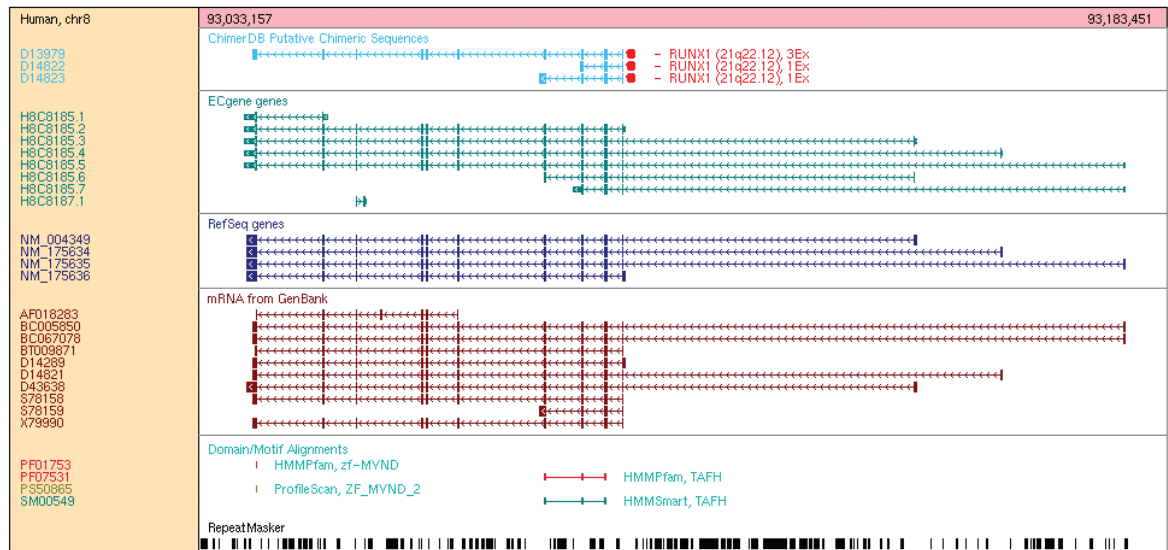 Human, chr8 93,033,157 93,183,451
ChimerDB Putative Chimeric Sequences
D13979 - RUNX1 (21q22.12), 3Ex
D14822 - RUNX1 (21q22.12), 1Ex
D14823 - RUNX1 (21q22.12), 1Ex
ECgene genes
H8C8185.1
H8C8185.2
H8C8185.3
H8C8185.4
H8C8185.5
H8C8185.6
H8C8185.7
H8C8187.1
RefSeq genes
NM_004349
NM_175634
NM_175635
NM_175636
mRNA from GenBank
AF018283
BC005850
BC067078
BT009871
D14289
D14821
D43638
S78158
S78159
X79990
Domain/Motif Alignments
PF01753 HMMPfam, zf-MYND
PF07531 HMMPfam, TAFH
PS50865 ProfileScan, ZF_MYND_2
SM00549 HMMSmart, TAFH
RepeatMasker